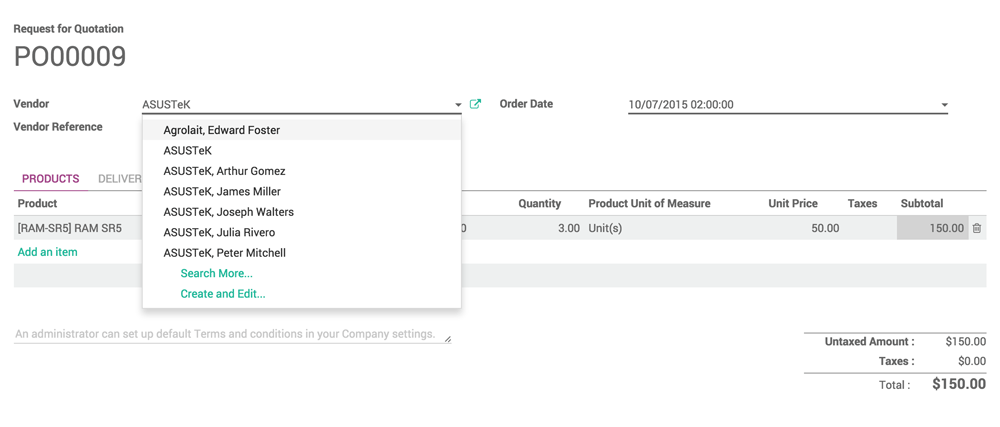 Request for Quotation
PO00009
Vendor ASUSTeK Order Date 10/07/2015 02:00:00
Vendor Reference
Agrolait, Edward Foster
ASUSTeK
ASUSTeK, Arthur Gomez
ASUSTeK, James Miller
ASUSTeK, Joseph Walters
ASUSTeK, Julia Rivero
ASUSTeK, Peter Mitchell
Search More...
Create and Edit...
PRODUCTS DELIVER
Product Quantity Product Unit of Measure Unit Price Taxes Subtotal
[RAM-SR5] RAM SR5 0 3.00 Unit(s) 50.00 150.00
Add an item
An administrator can set up default Terms and conditions in your Company settings.
Untaxed Amount : $150.00
Taxes : $0.00
Total : $150.00